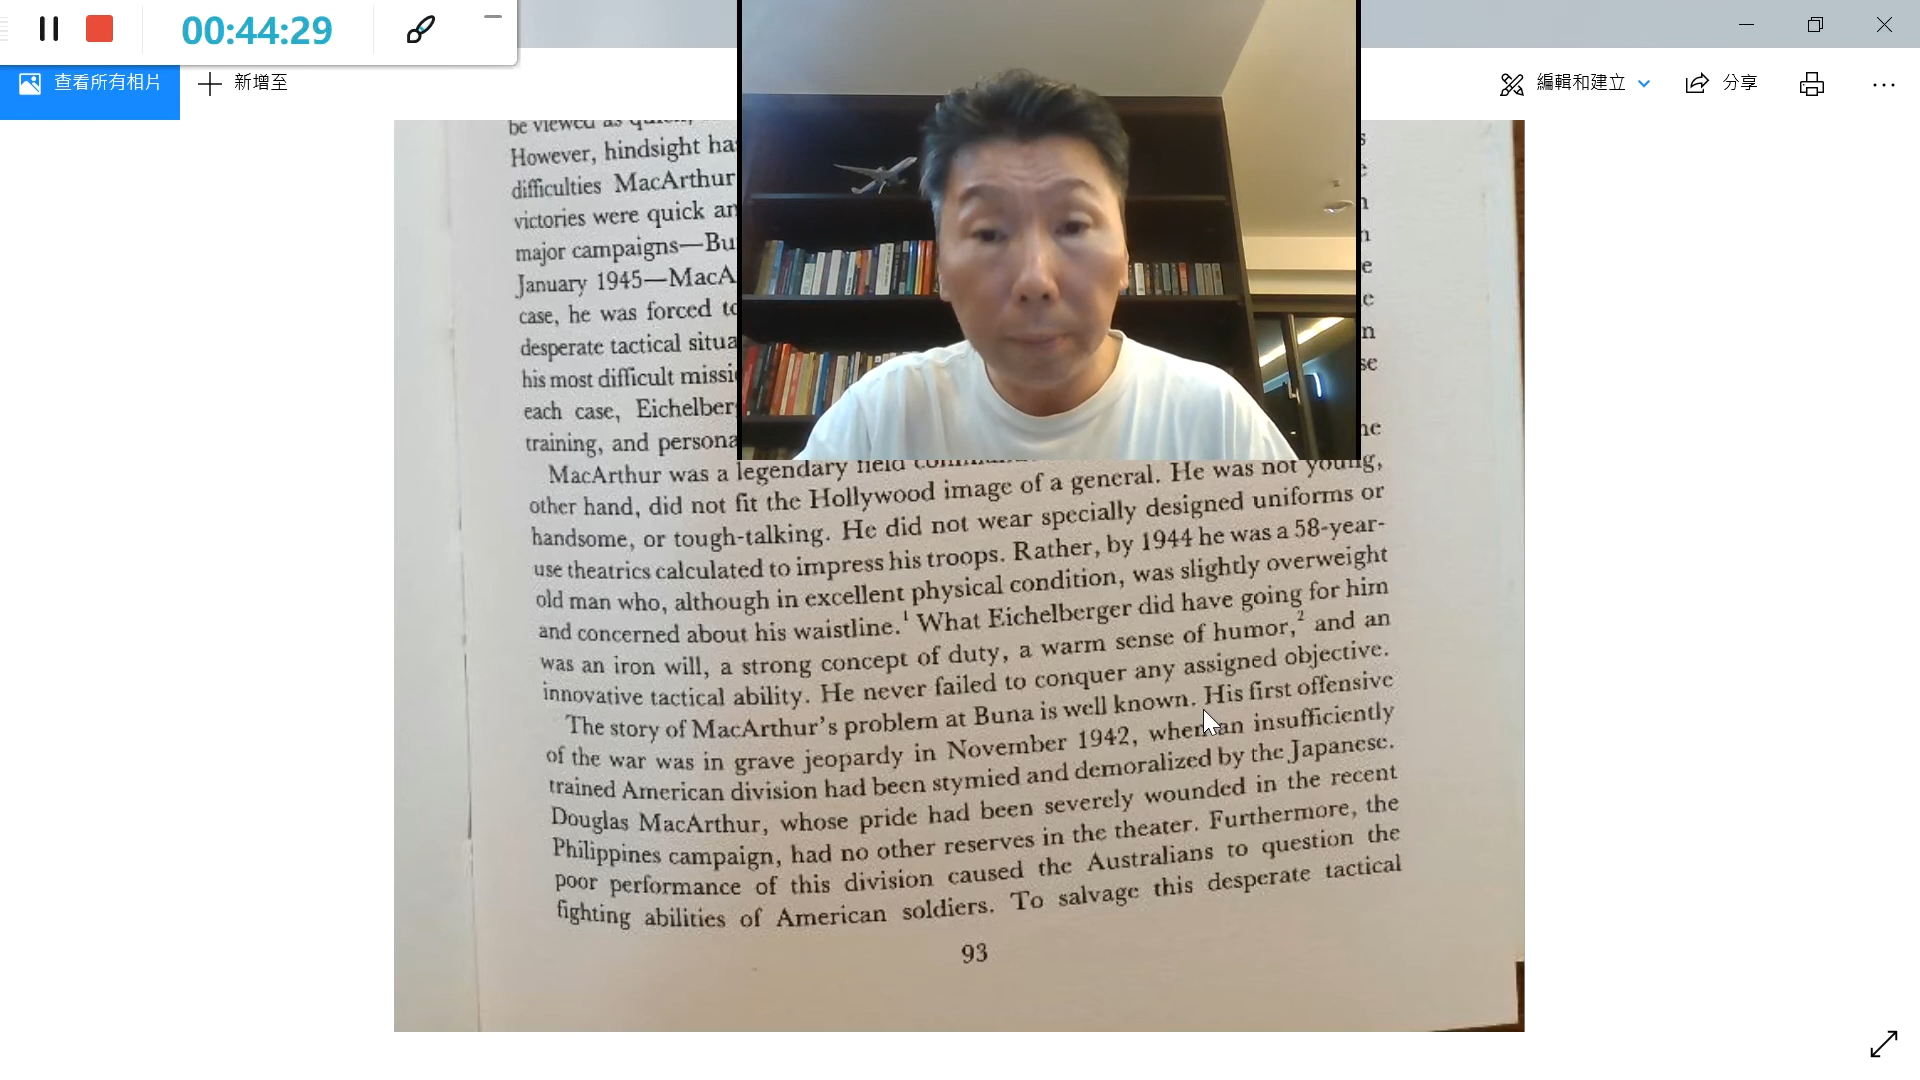 00:44:29
查看所有相片
新增至
編輯和建立
分享
be viewed as
However, hindsight ha
difficulties MacArthur
victories were quick an
major campaigns—Bu
January 1945—MacA
case, he was forced to
desperate tactical situa
his most difficult missi
each case, Eichelberg
training, and persona
MacArthur was a legendary field
other hand, did not fit the Hollywood image of a general. He was not young,
handsome, or tough-talking. He did not wear specially designed uniforms or
use theatrics calculated to impress his troops. Rather, by 1944 he was a 58-year-
old man who, although in excellent physical condition, was slightly overweight
and concerned about his waistline.¹ What Eichelberger did have going for him
was an iron will, a strong concept of duty, a warm sense of humor,² and an
innovative tactical ability. He never failed to conquer any assigned objective.
The story of MacArthur's problem at Buna is well known. His first offensive
of the war was in grave jeopardy in November 1942, when an insufficiently
trained American division had been stymied and demoralized by the Japanese.
Douglas MacArthur, whose pride had been severely wounded in the recent
Philippines campaign, had no other reserves in the theater. Furthermore, the
poor performance of this division caused the Australians to question the
fighting abilities of American soldiers. To salvage this desperate tactical
93